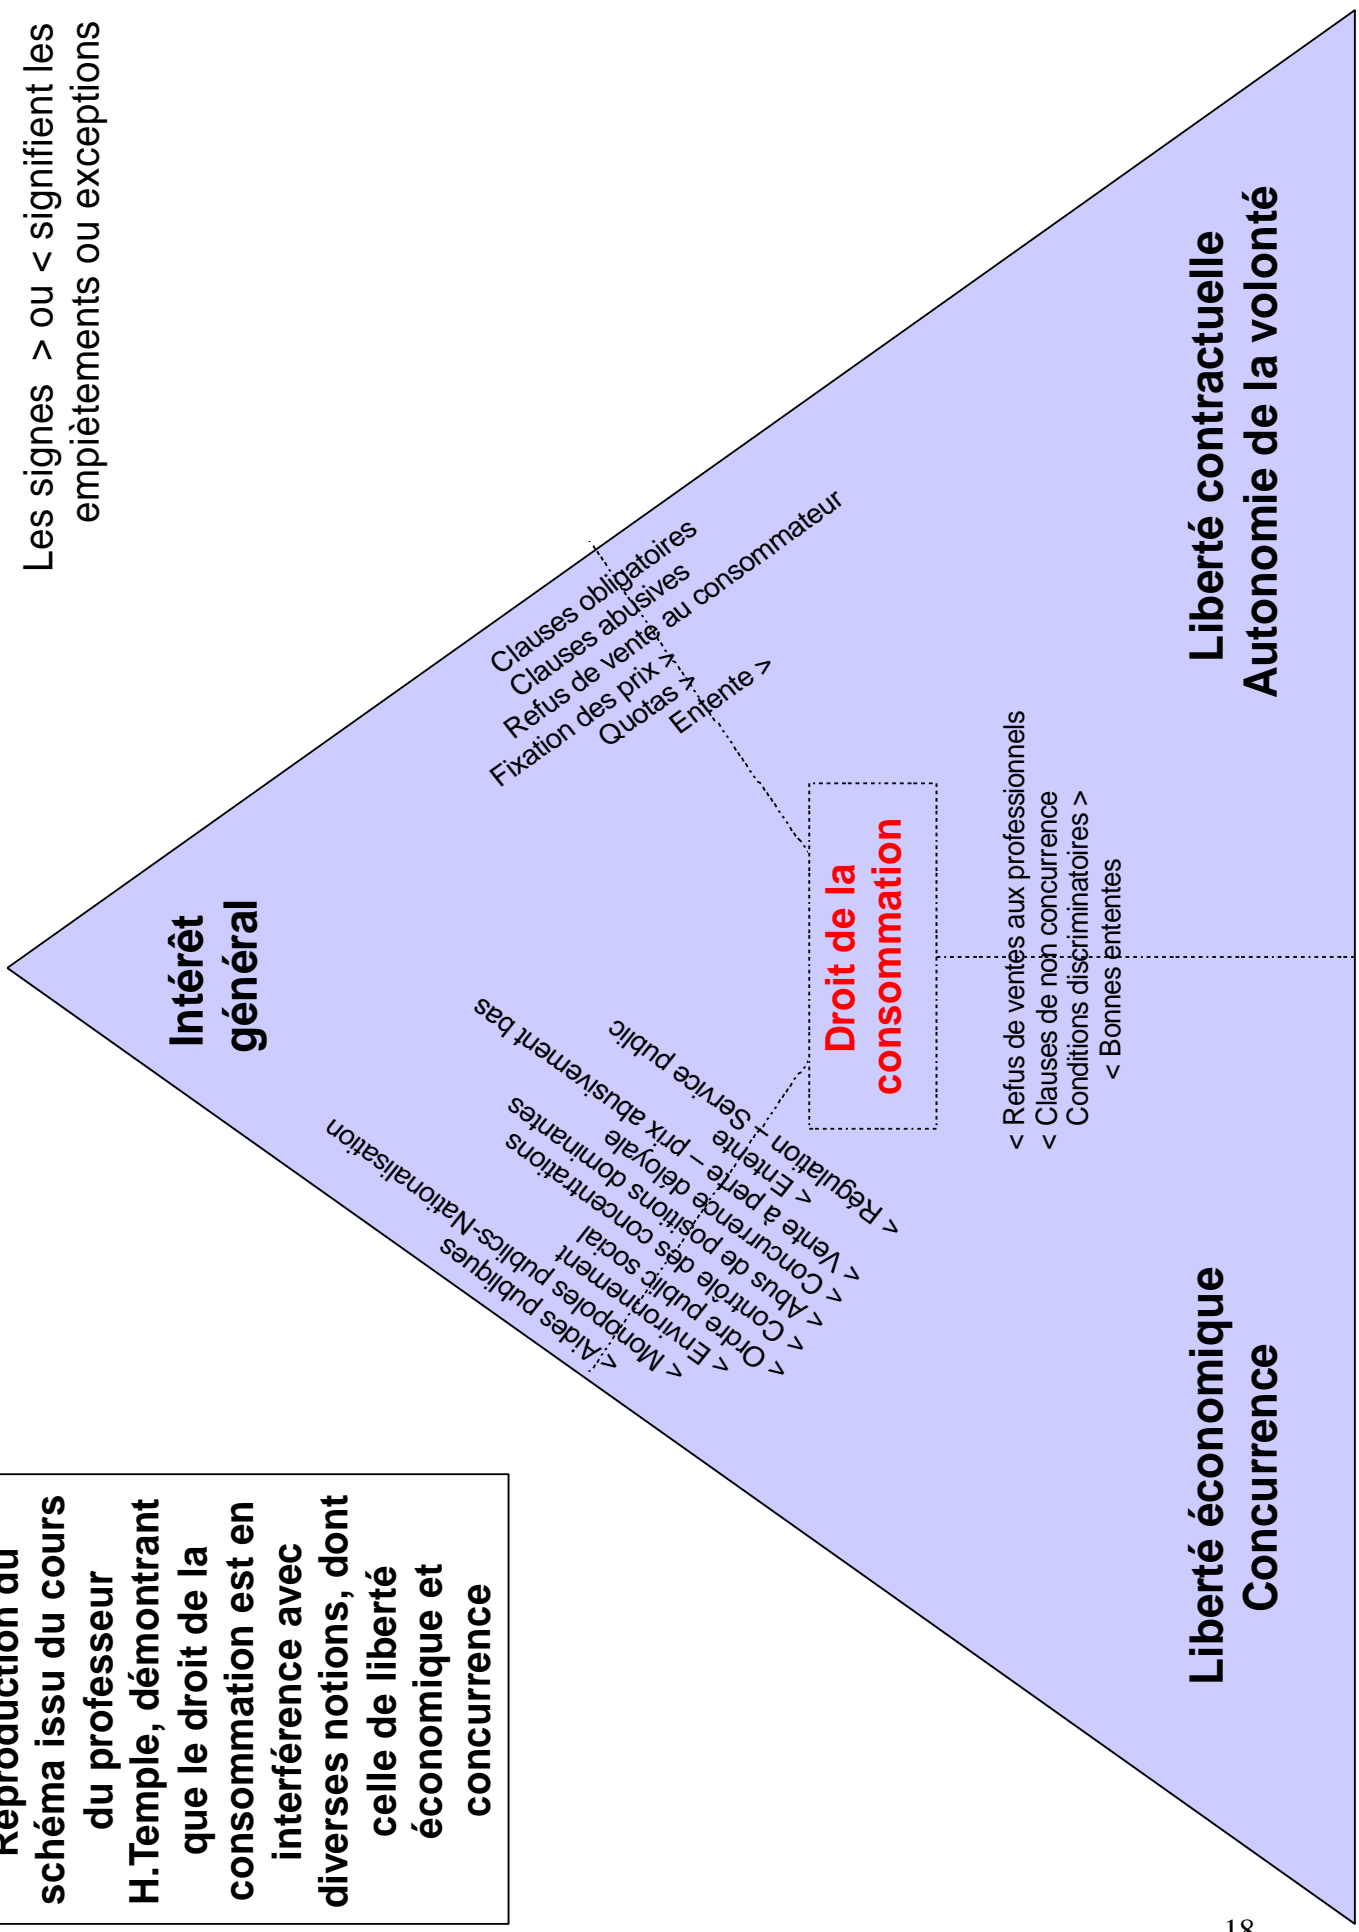 Reproduction du
schéma issu du cours
du professeur
H.Temple, démontrant
que le droit de la
consommation est en
interférence avec
diverses notions, dont
celle de liberté
économique et
concurrence
Les signes > ou < signifient les
empiètements ou exceptions
Intérêt
général
< Aides publiques
< Monopoles publics-Nationalisation
< Environnement
< Ordre public social
< Contrôle des concentrations
< Abus de positions dominantes
< Concurrence déloyale
< Vente à perte – prix abusivement bas
< Entente
< Régulation – Service public
Clauses obligatoires
Clauses abusives
Refus de vente au consommateur
Fixation des prix >
Quotas >
Entente >
Droit de la
consommation
< Refus de ventes aux professionnels
< Clauses de non concurrence
Conditions discriminatoires >
< Bonnes ententes
Liberté économique
Concurrence
Liberté contractuelle
Autonomie de la volonté
18